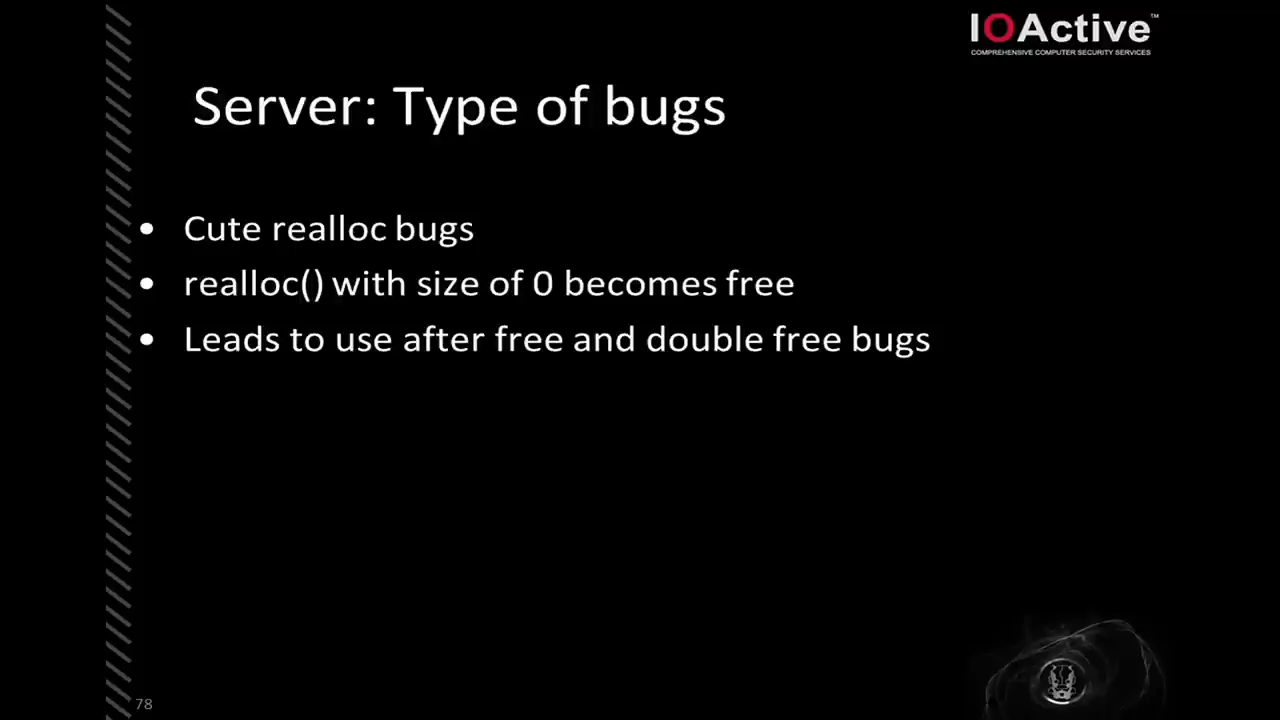 IOActive™
COMPREHENSIVE COMPUTER SECURITY SERVICES
Server: Type of bugs
• Cute realloc bugs
• realloc() with size of 0 becomes free
• Leads to use after free and double free bugs
78